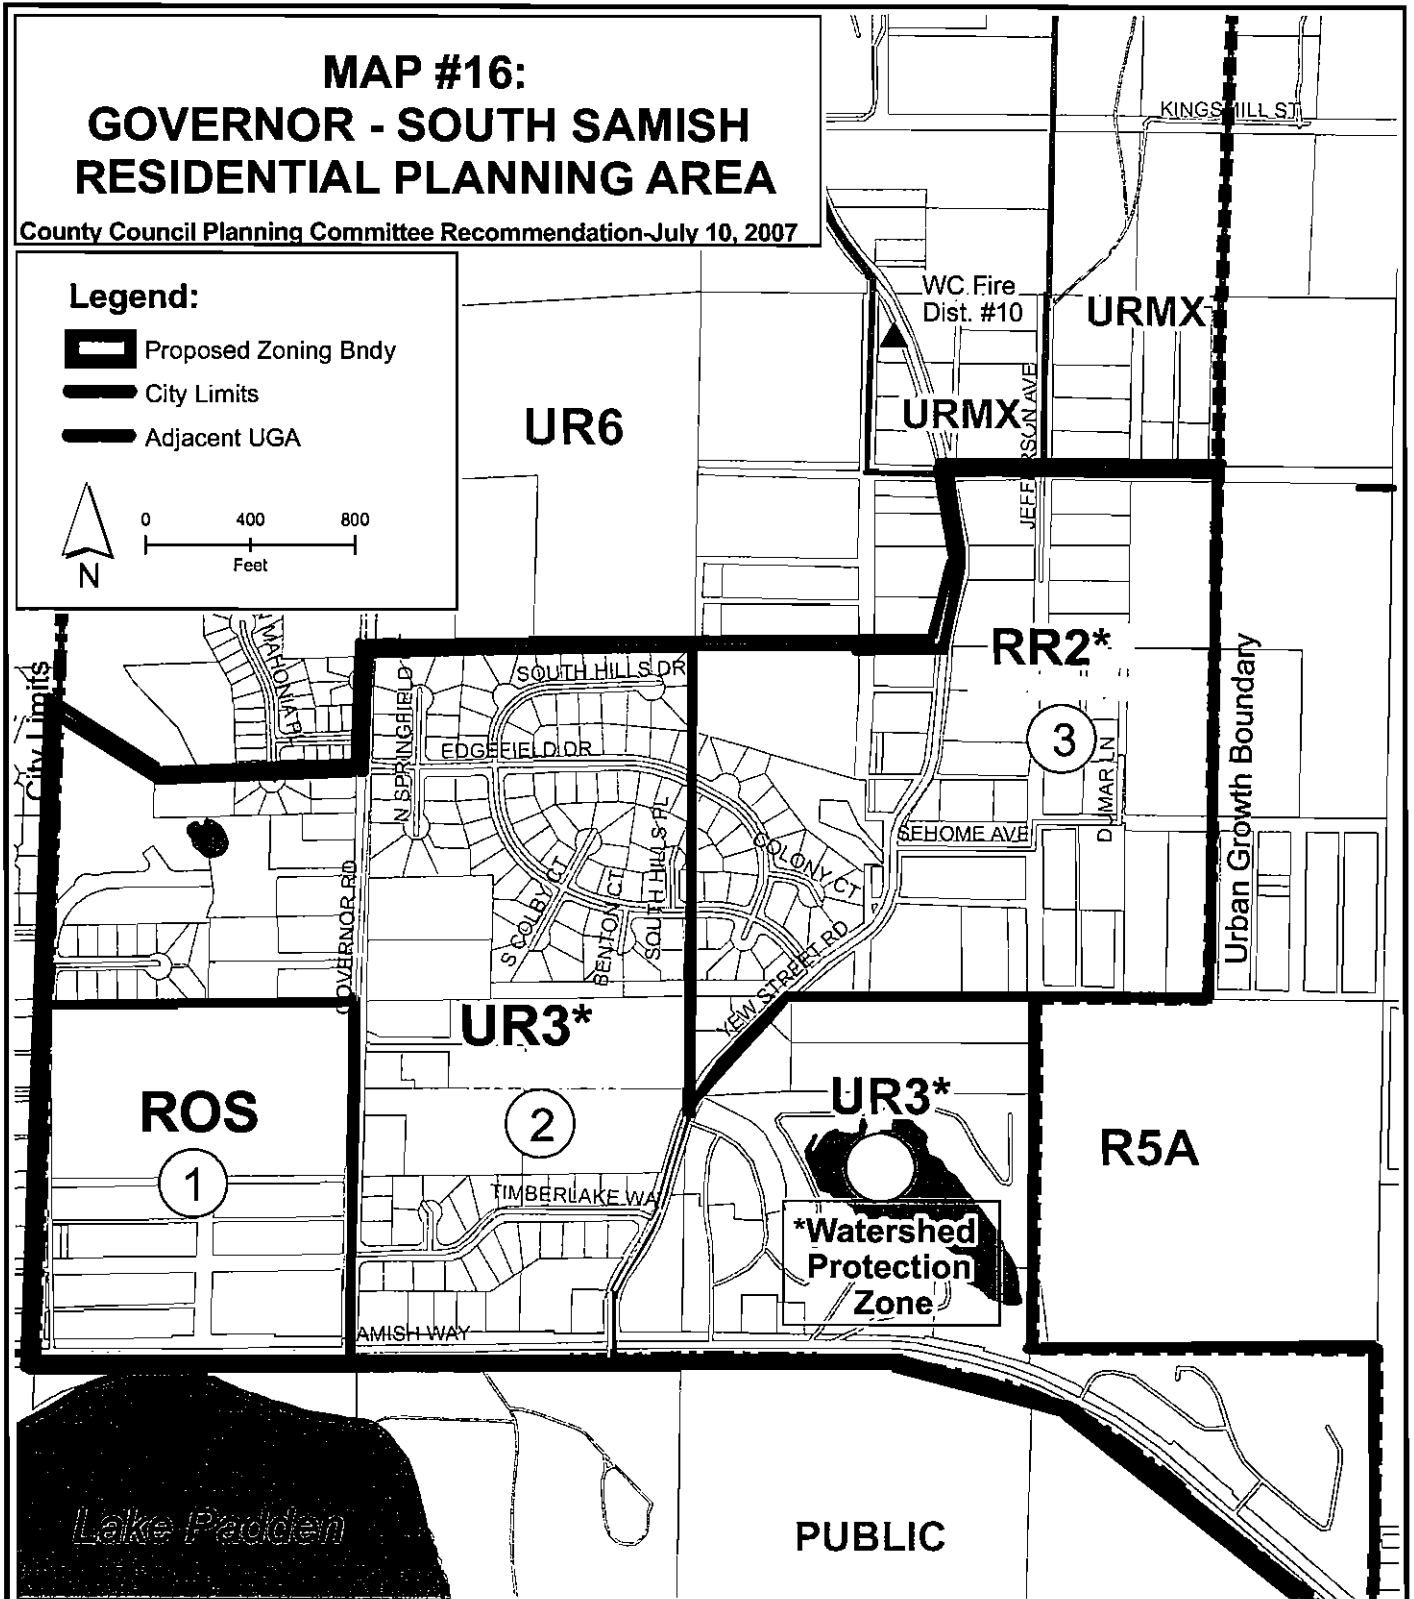 MAP #16:
GOVERNOR - SOUTH SAMISH
RESIDENTIAL PLANNING AREA
County Council Planning Committee Recommendation-July 10, 2007
Legend:
Proposed Zoning Bndy
City Limits
Adjacent UGA
0 400 800
Feet
N
KINGSMILL ST
WC Fire
Dist. #10
URMX
URMX
JEFFERSON AVE
UR6
City Limits
MAHONIA PL
N SPRINGFIELD
SOUTH HILLS DR
EDGEFIELD DR
RR2*
3
DUMAR LN
Urban Growth Boundary
SEHOME AVE
COLONY CT
S COLBY CT
BENTON CT
SOUTH HILLS PL
GOVERNOR RD
YEW STREET RD
UR3*
2
ROS
1
UR3*
R5A
TIMBERLAKE WA
*Watershed
Protection
Zone
AMISH WAY
Lake Padden
PUBLIC